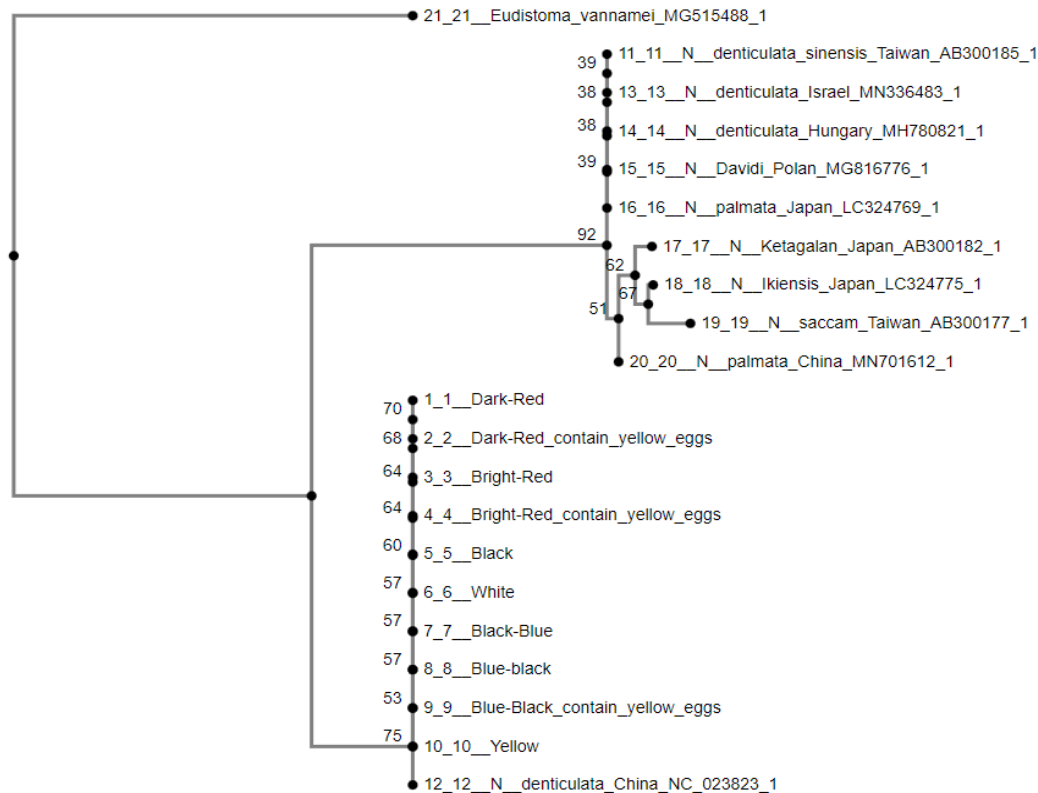 21_21__Eudistoma_vannamei_MG515488_1
11_11__N__denticulata_sinensis_Taiwan_AB300185_1
39
38
13_13__N__denticulata_Israel_MN336483_1
38
14_14__N__denticulata_Hungary_MH780821_1
39
15_15__N__Davidi_Polan_MG816776_1
16_16__N__palmata_Japan_LC324769_1
92
17_17__N__Ketagalan_Japan_AB300182_1
62
18_18__N__Ikiensis_Japan_LC324775_1
67
51
19_19__N__saccam_Taiwan_AB300177_1
20_20__N__palmata_China_MN701612_1
1_1__Dark-Red
70
68
2_2__Dark-Red_contain_yellow_eggs
64
3_3__Bright-Red
64
4_4__Bright-Red_contain_yellow_eggs
60
5_5__Black
57
6_6__White
57
7_7__Black-Blue
57
8_8__Blue-black
53
9_9__Blue-Black_contain_yellow_eggs
75
10_10__Yellow
12_12__N__denticulata_China_NC_023823_1